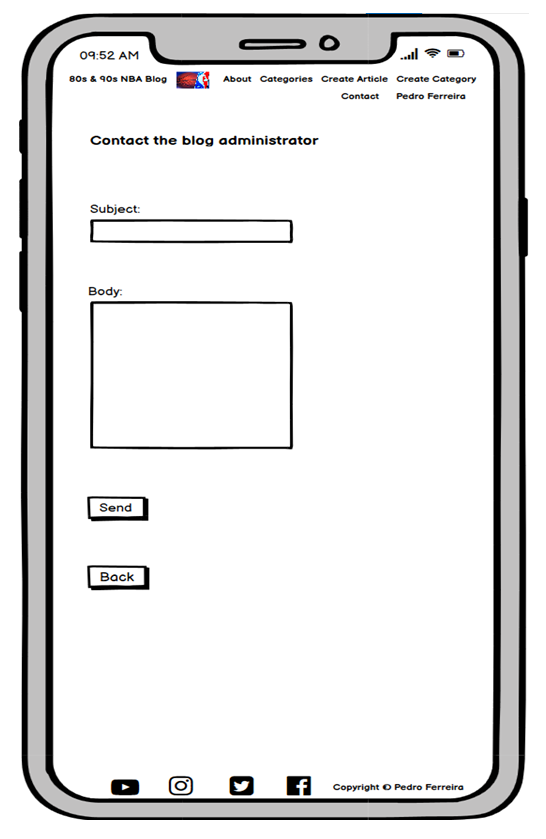 09:52 AM
80s & 90s NBA Blog About Categories Create Article Create Category
Contact Pedro Ferreira
Contact the blog administrator
Subject:
Body:
Send
Back
Copyright © Pedro Ferreira